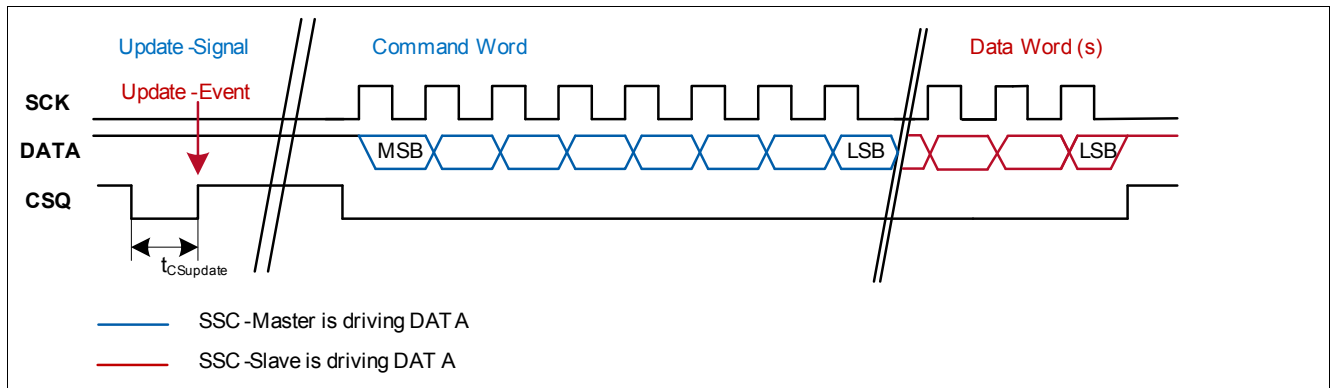 Update -Signal
Command Word
Data Word (s)
Update -Event
SCK
DATA
MSB
LSB
LSB
CSQ
tCSupdate
SSC -Master is driving DAT A
SSC -Slave is driving DAT A